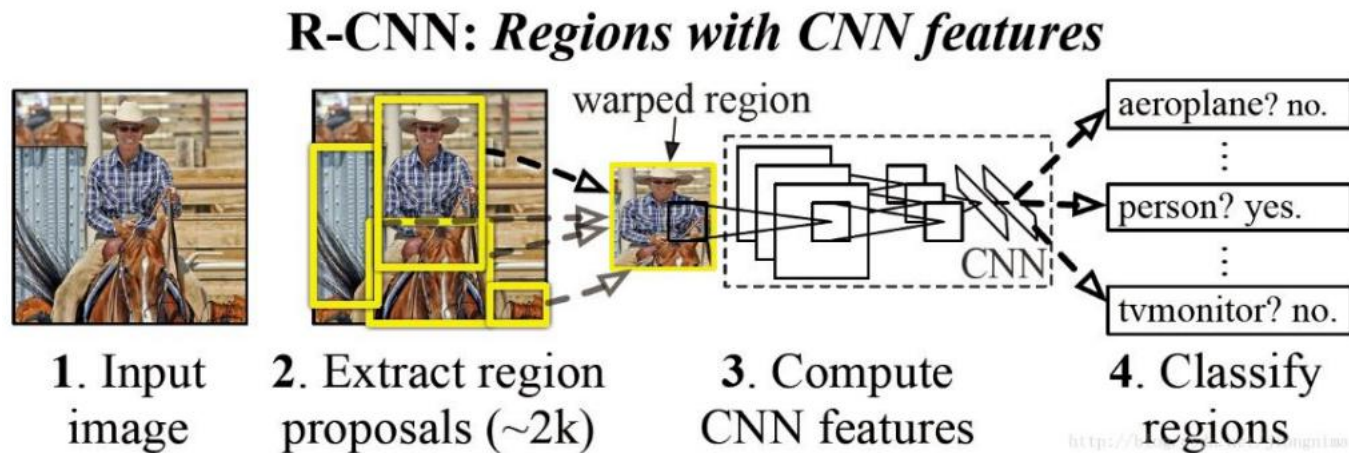 R-CNN: Regions with CNN features
warped region
aeroplane? no.
⋮
person? yes.
⋮
tvmonitor? no.
CNN
1. Input
image
2. Extract region
proposals (~2k)
3. Compute
CNN features
4. Classify
regions